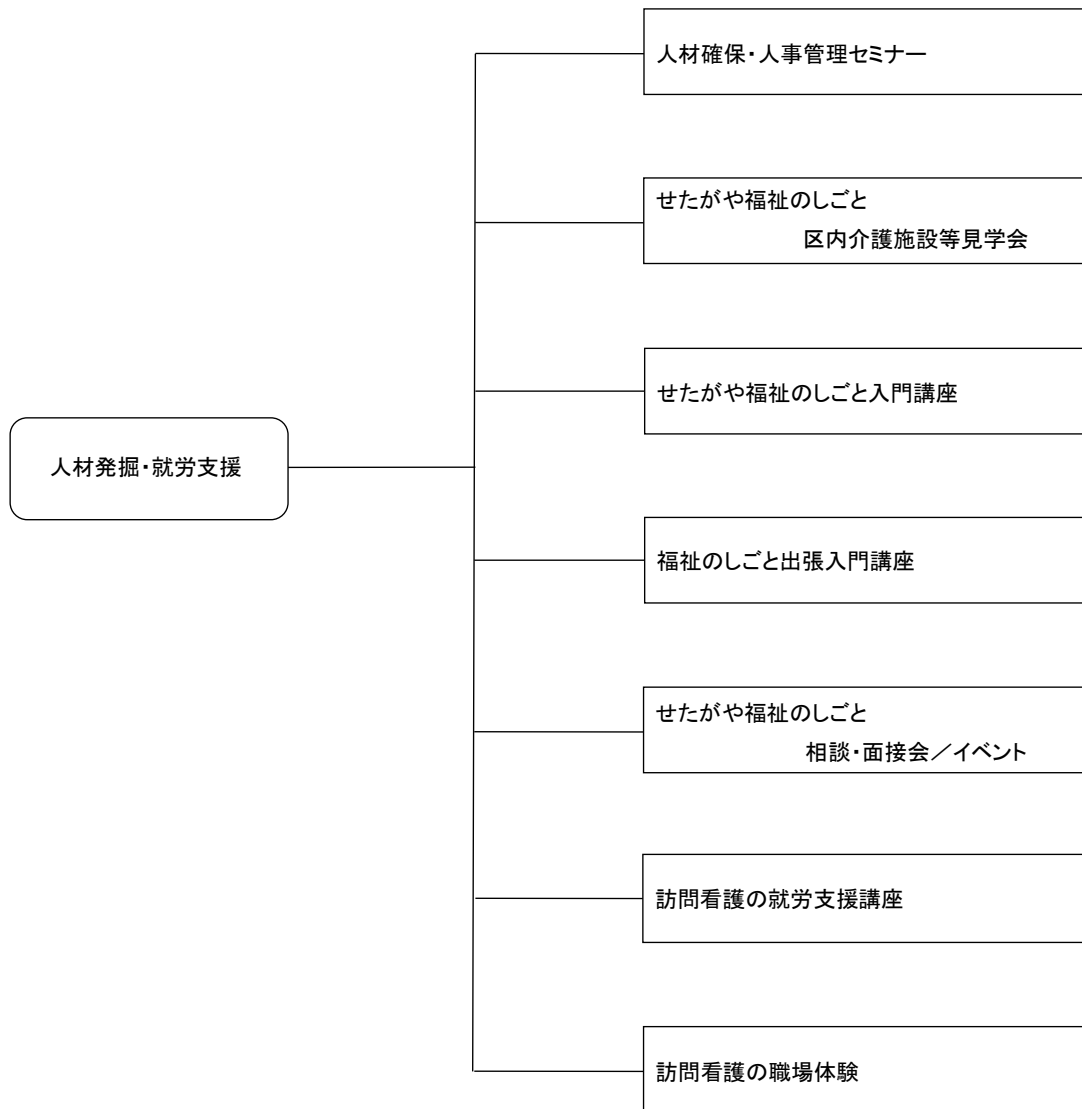 人材確保・人事管理セミナー
せたがや福祉のしごと
区内介護施設等見学会
せたがや福祉のしごと入門講座
人材発掘・就労支援
福祉のしごと出張入門講座
せたがや福祉のしごと
相談・面接会／イベント
訪問看護の就労支援講座
訪問看護の職場体験